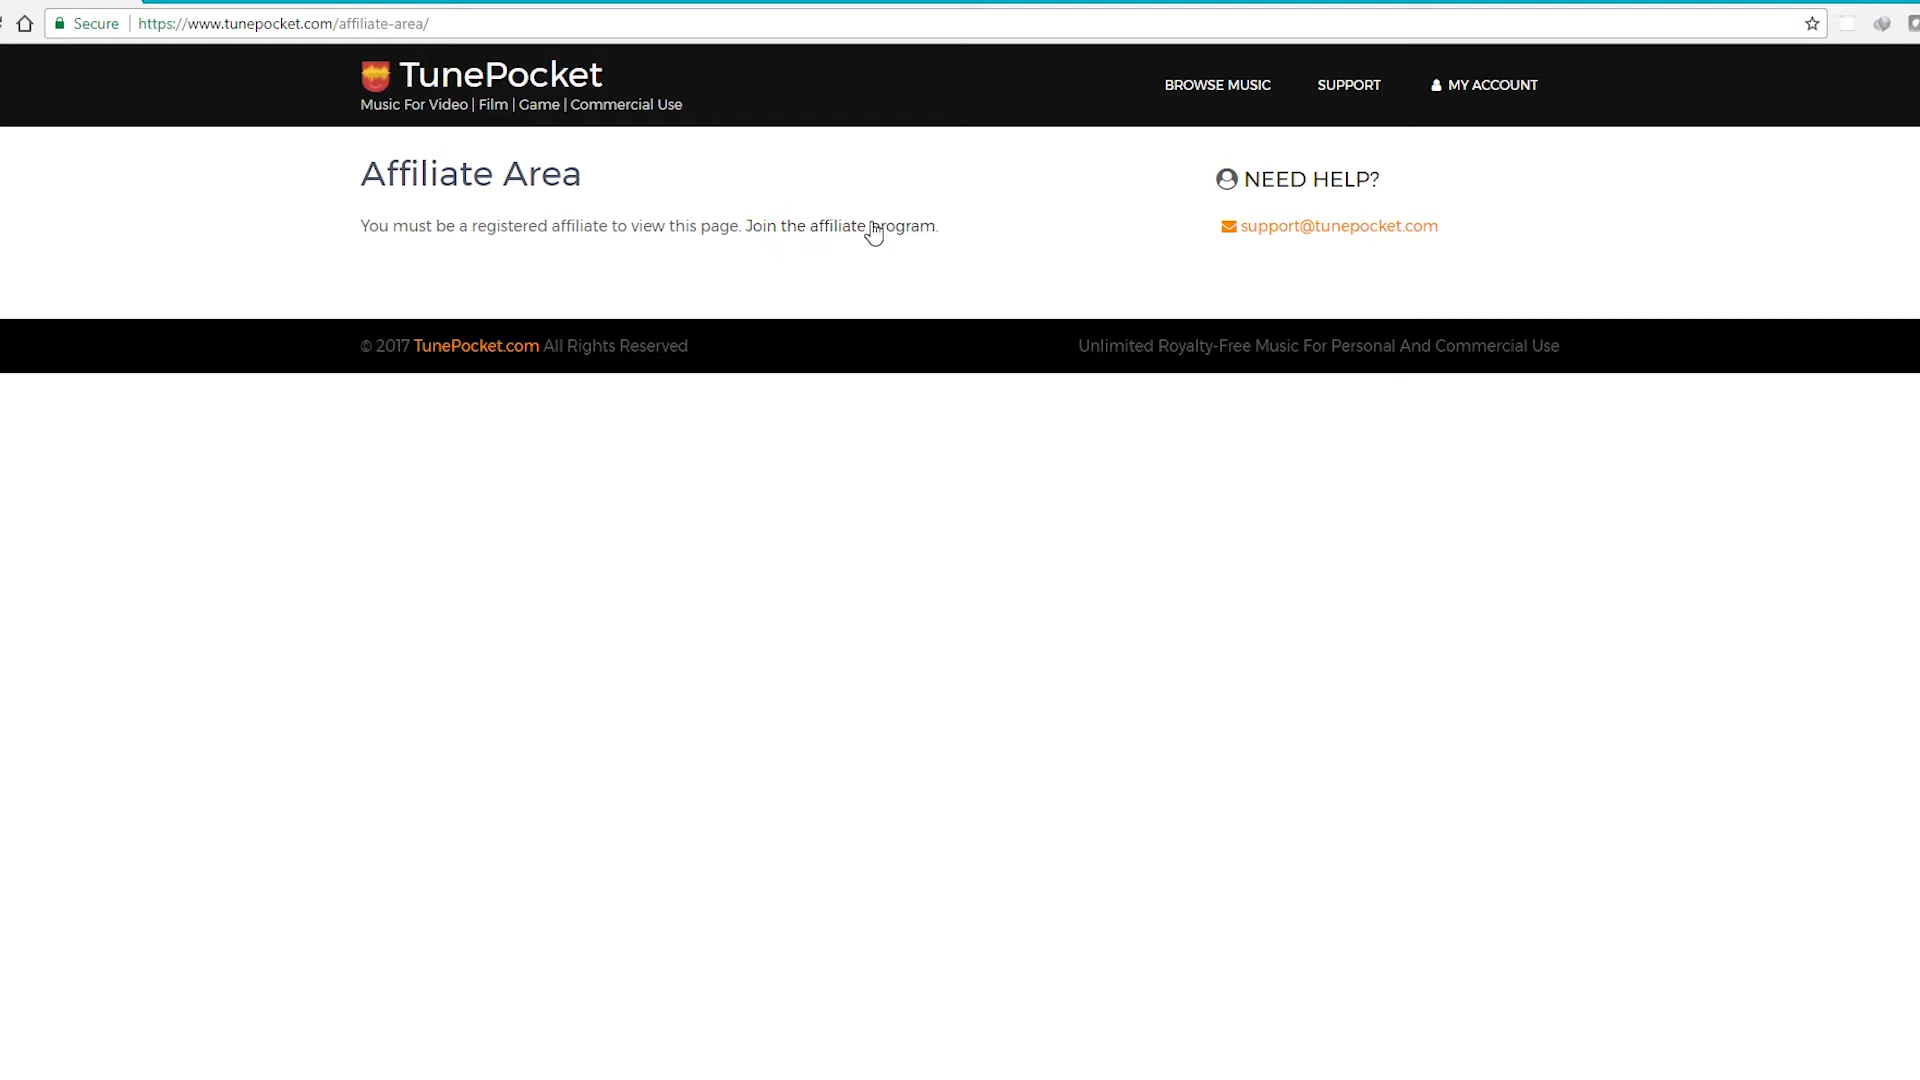 Secure https://www.tunepocket.com/affiliate-area/
TunePocket
Music For Video | Film | Game | Commercial Use
BROWSE MUSIC
SUPPORT
MY ACCOUNT
Affiliate Area
You must be a registered affiliate to view this page. Join the affiliate program.
NEED HELP?
support@tunepocket.com
© 2017 TunePocket.com All Rights Reserved
Unlimited Royalty-Free Music For Personal And Commercial Use